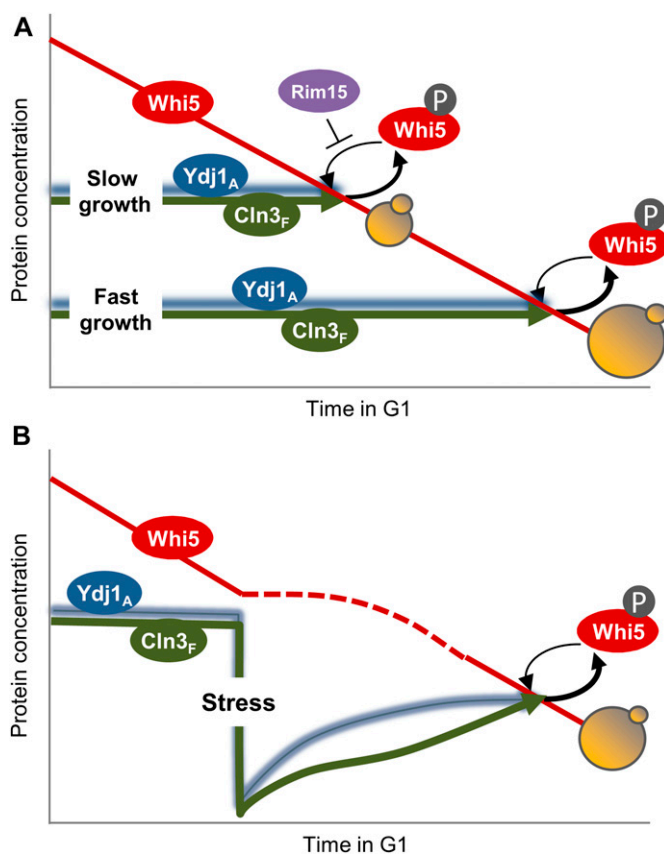 A
Protein concentration
Whi5
Rim15
P
Whi5
Slow
growth
Ydj1A
Cln3F
P
Whi5
Fast
growth
Ydj1A
Cln3F
Time in G1
B
Protein concentration
Whi5
Ydj1A
Cln3F
P
Whi5
Stress
Time in G1